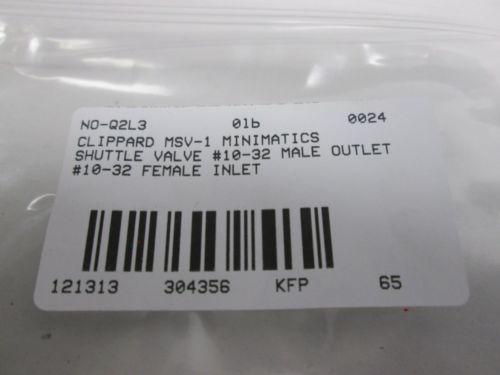 NO-Q2L3 01b 0024
CLIPPARD MSV-1 MINIMATICS
SHUTTLE VALVE #10-32 MALE OUTLET
#10-32 FEMALE INLET
121313 304356 KFP 65